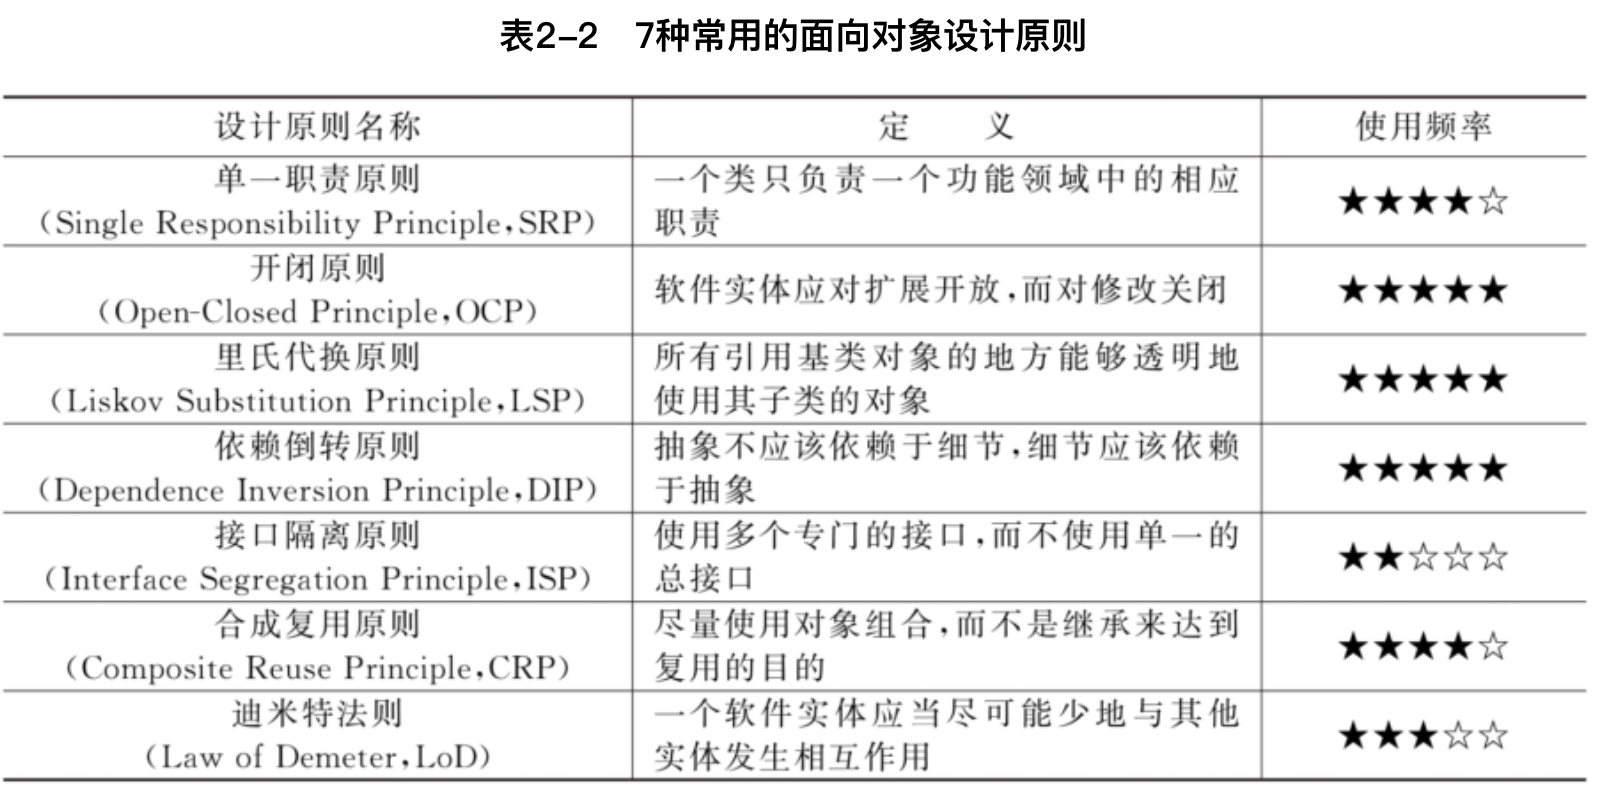 表2-2 7种常用的面向对象设计原则
设计原则名称 定 义 使用频率
单一职责原则
(Single Responsibility Principle,SRP)
一个类只负责一个功能领域中的相应
职责
★★★★☆
开闭原则
(Open-Closed Principle,OCP)
软件实体应对扩展开放,而对修改关闭
★★★★★
里氏代换原则
(Liskov Substitution Principle,LSP)
所有引用基类对象的地方能够透明地
使用其子类的对象
★★★★★
依赖倒转原则
(Dependence Inversion Principle,DIP)
抽象不应该依赖于细节,细节应该依赖
于抽象
★★★★★
接口隔离原则
(Interface Segregation Principle,ISP)
使用多个专门的接口,而不使用单一的
总接口
★★☆☆☆
合成复用原则
(Composite Reuse Principle,CRP)
尽量使用对象组合,而不是继承来达到
复用的目的
★★★★☆
迪米特法则
(Law of Demeter,LoD)
一个软件实体应当尽可能少地与其他
实体发生相互作用
★★★☆☆